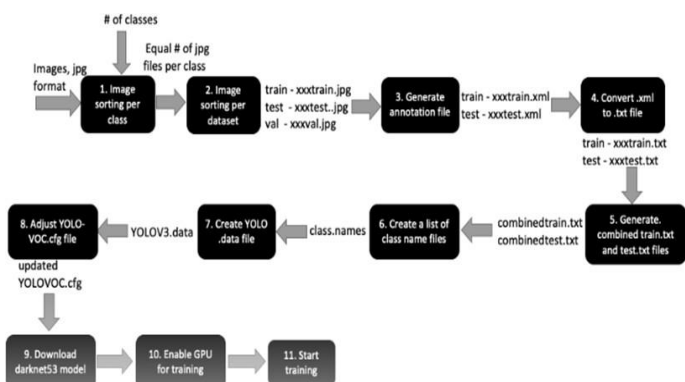 # of classes
Images, jpg
format
1. Image
sorting per
class
Equal # of jpg
files per class
2. Image
sorting per
dataset
train - xxxtrain.jpg
test - xxxtest..jpg
val - xxxval.jpg
3. Generate
annotation file
train - xxxtrain.xml
test - xxxtest.xml
4. Convert .xml
to .txt file
train - xxxtrain.txt
test - xxxtest.txt
5. Generate.
combined train.txt
and test.txt files
combinedtrain.txt
combinedtest.txt
6. Create a list of
class name files
class.names
7. Create YOLO
.data file
YOLOV3.data
8. Adjust YOLO-
VOC.cfg file
updated
YOLOVOC.cfg
9. Download
darknet53 model
10. Enable GPU
for training
11. Start
training